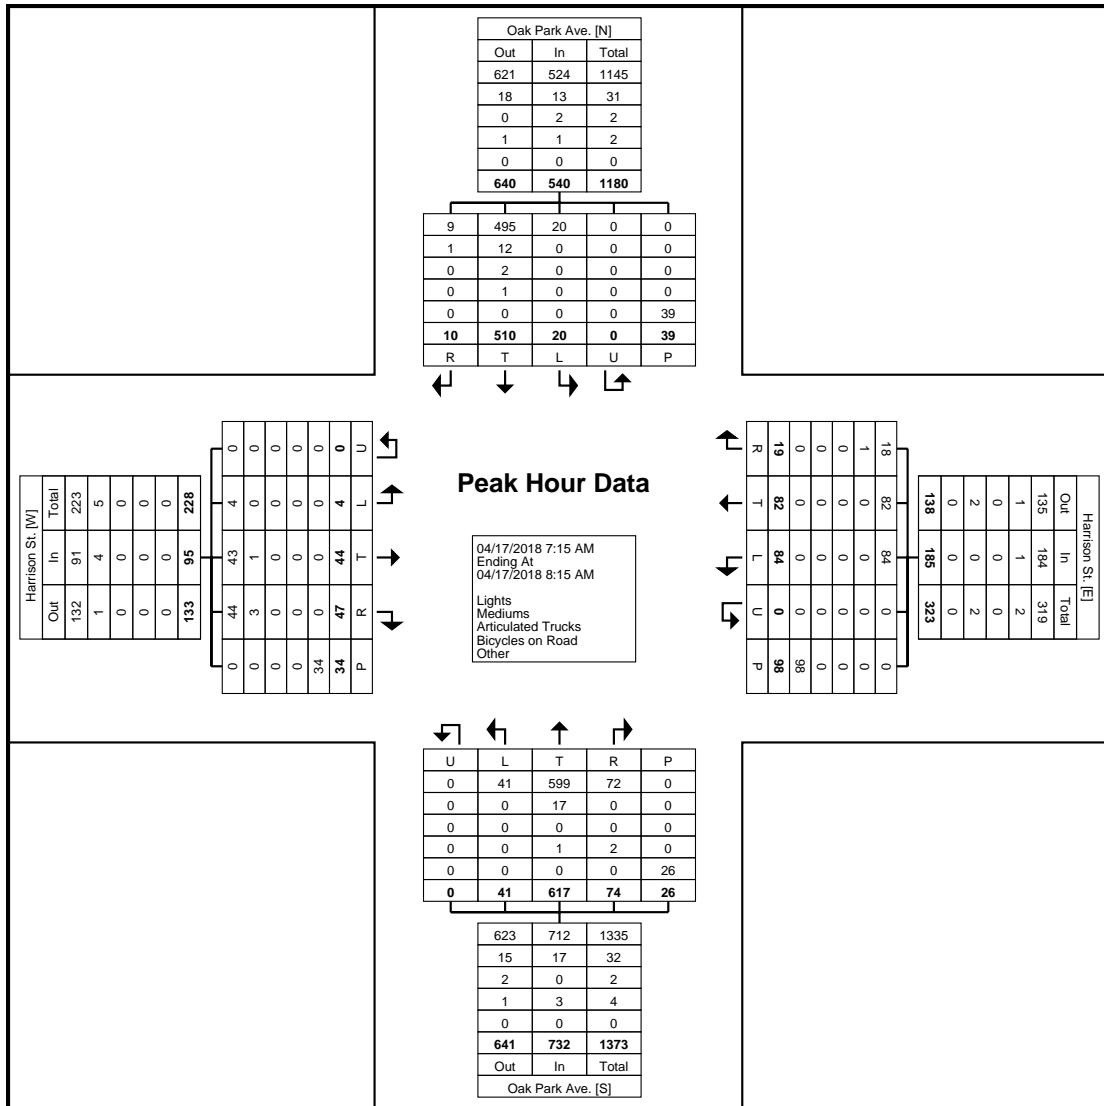 Oak Park Ave. [N]
Out In Total
621 524 1145
18 13 31
0 2 2
1 1 2
0 0 0
640 540 1180
9 495 20 0 0
1 12 0 0 0
0 2 0 0 0
0 1 0 0 0
0 0 0 0 39
10 510 20 0 39
R T L U P
Harrison St. [W]
Out In Total
132 91 223
1 4 5
0 0 0
0 0 0
0 0 0
133 95 228
0 44 43 4 0
0 3 1 0 0
0 0 0 0 0
0 0 0 0 0
34 0 0 0 0
34 47 44 4 0
P R T L U
Peak Hour Data
04/17/2018 7:15 AM
Ending At
04/17/2018 8:15 AM
Lights
Mediums
Articulated Trucks
Bicycles on Road
Other
Harrison St. [E]
Out In Total
135 184 319
1 1 2
0 0 0
2 0 2
0 0 0
138 185 323
18 82 84 0 0
1 0 0 0 0
0 0 0 0 0
0 0 0 0 0
0 0 0 0 98
19 82 84 0 98
R T L U P
U L T R P
0 41 599 72 0
0 0 17 0 0
0 0 0 0 0
0 0 1 2 0
0 0 0 0 26
0 41 617 74 26
623 712 1335
15 17 32
2 0 2
1 3 4
0 0 0
641 732 1373
Out In Total
Oak Park Ave. [S]